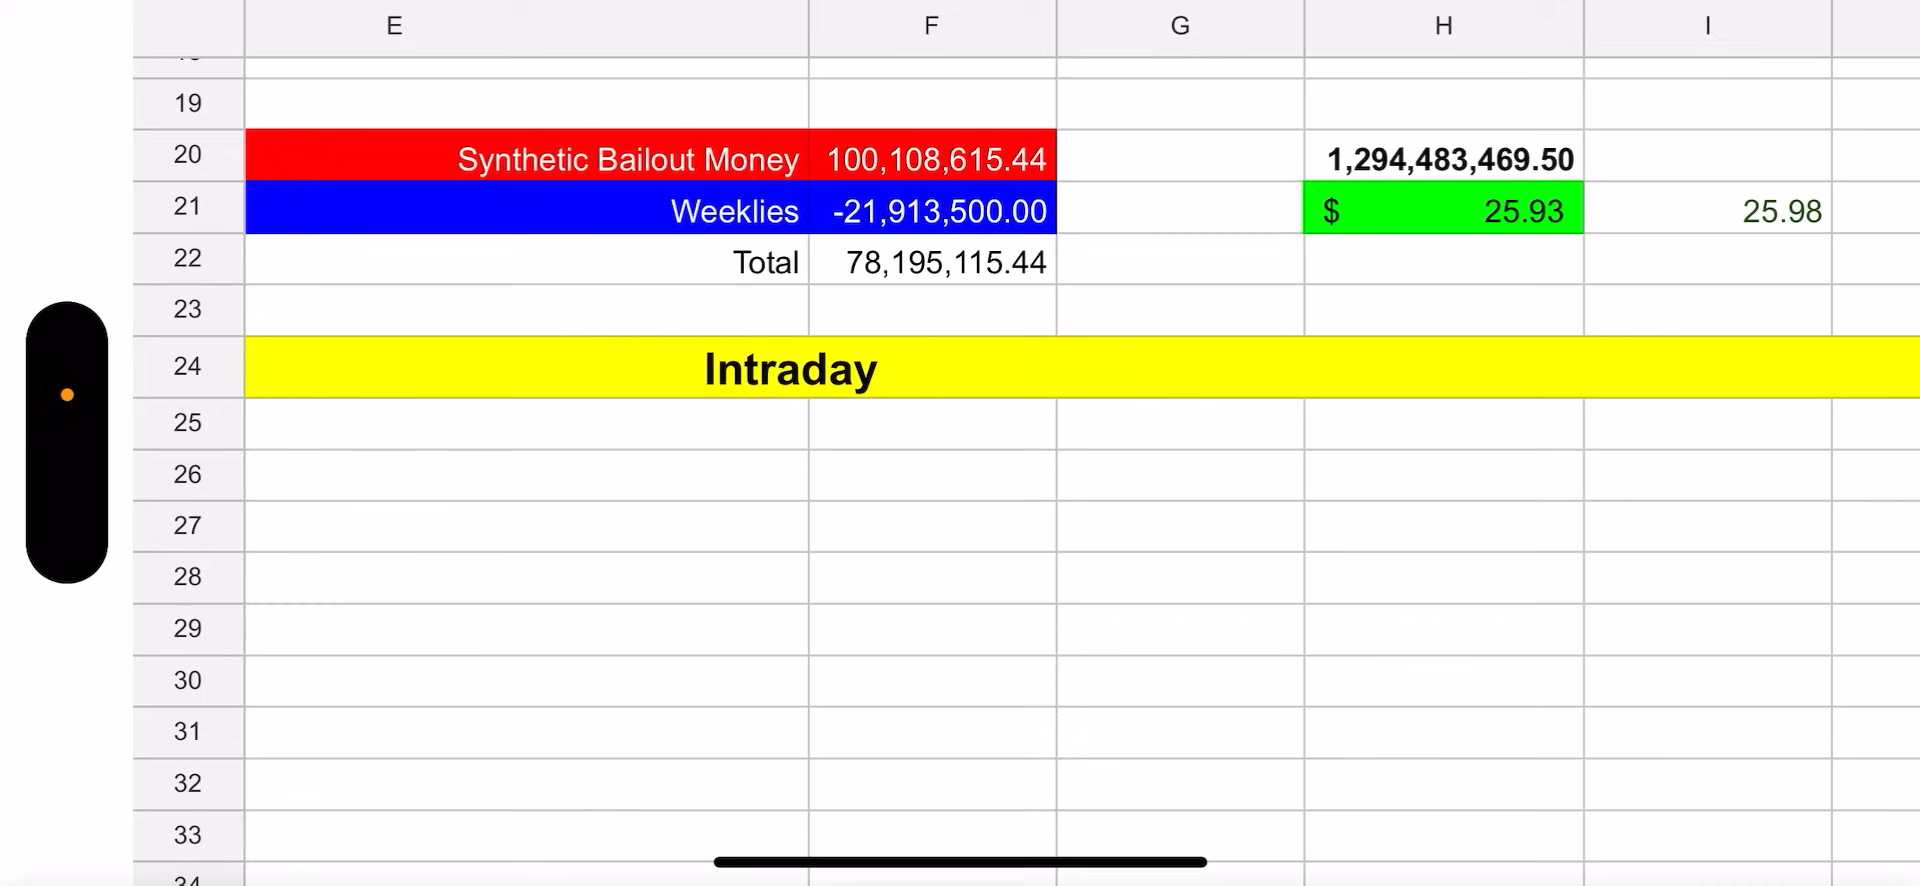 E F G H I
19
20 Synthetic Bailout Money 100,108,615.44 1,294,483,469.50
21 Weeklies -21,913,500.00 $ 25.93 25.98
22 Total 78,195,115.44
23
24 Intraday
25
26
27
28
29
30
31
32
33